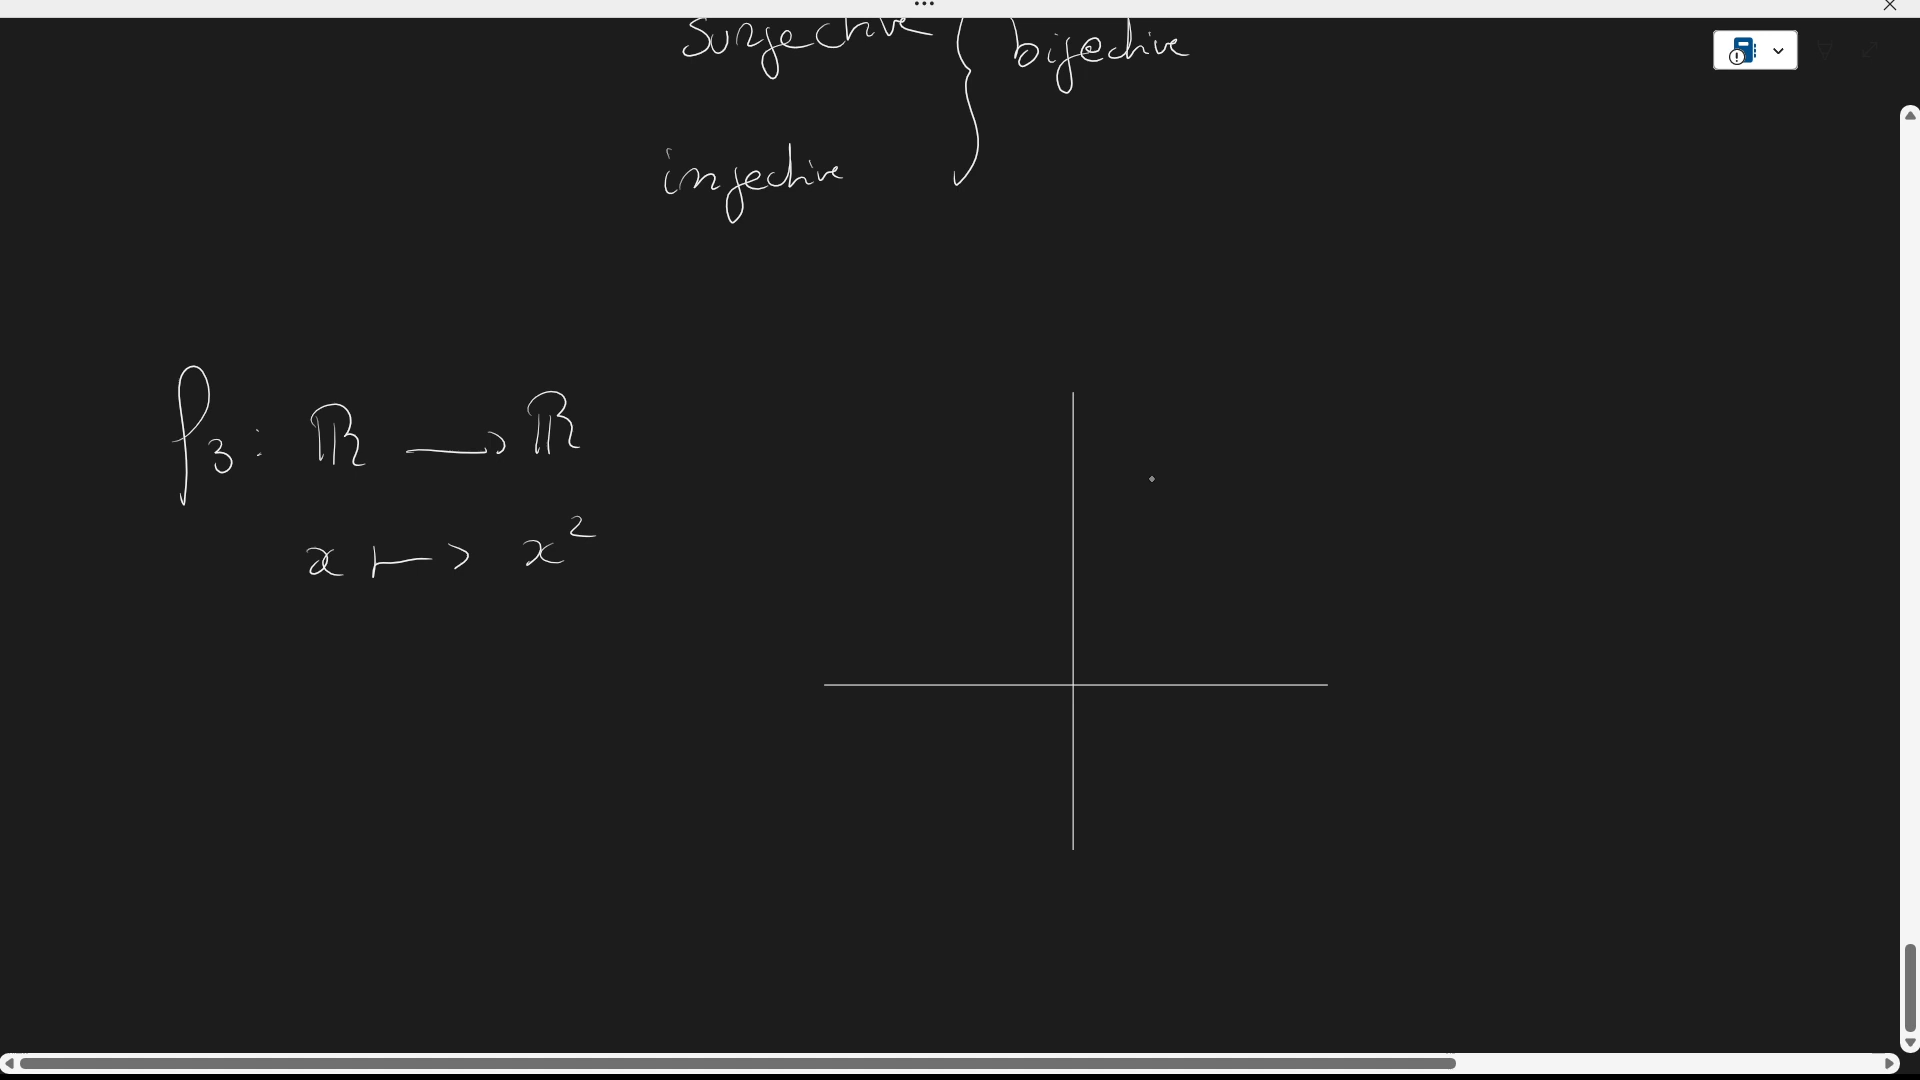 surjective } bijective
injective
f₃: ℝ ⟶ ℝ
x ⟼ x²